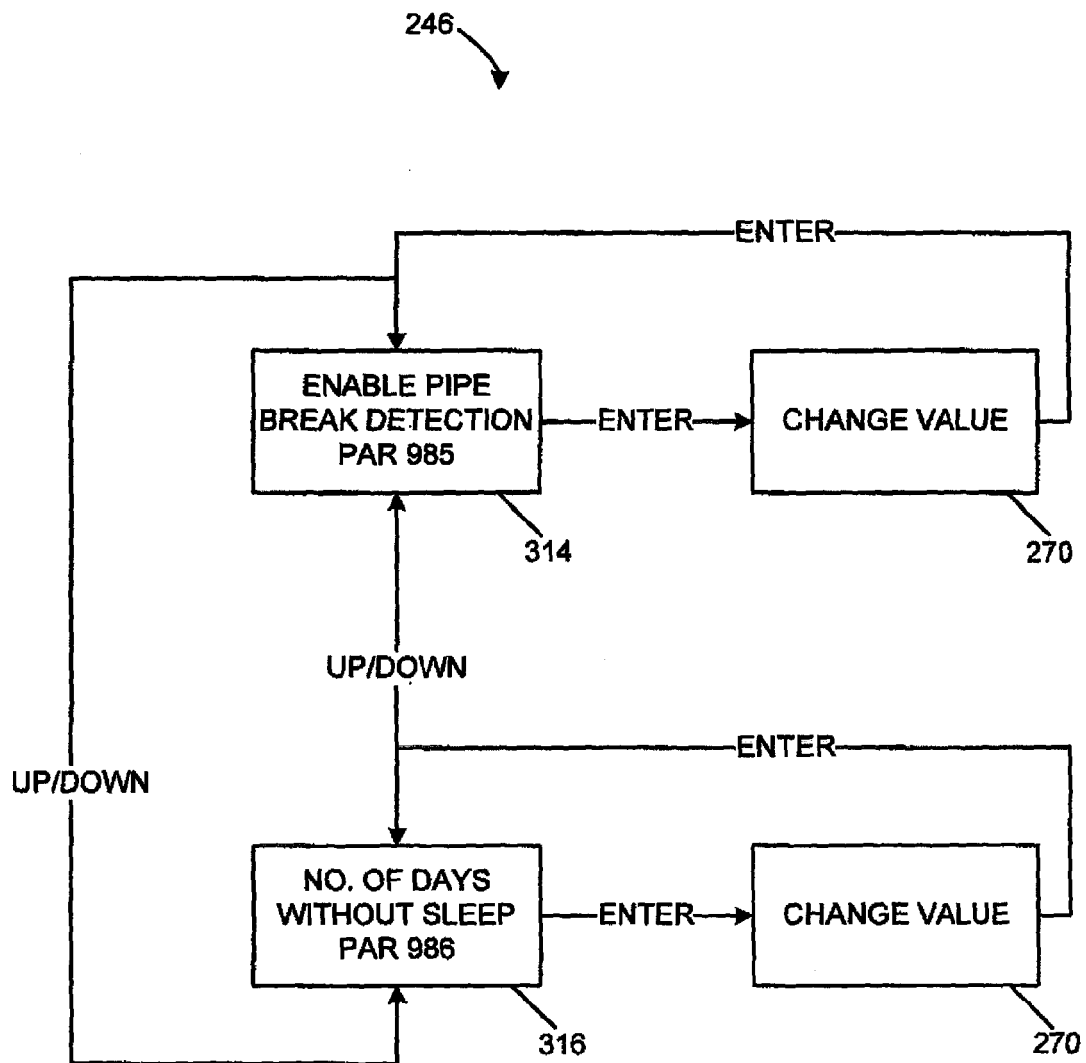 246
ENTER
ENABLE PIPE
BREAK DETECTION
PAR 985
ENTER
CHANGE VALUE
314
270
UP/DOWN
ENTER
UP/DOWN
NO. OF DAYS
WITHOUT SLEEP
PAR 986
ENTER
CHANGE VALUE
316
270